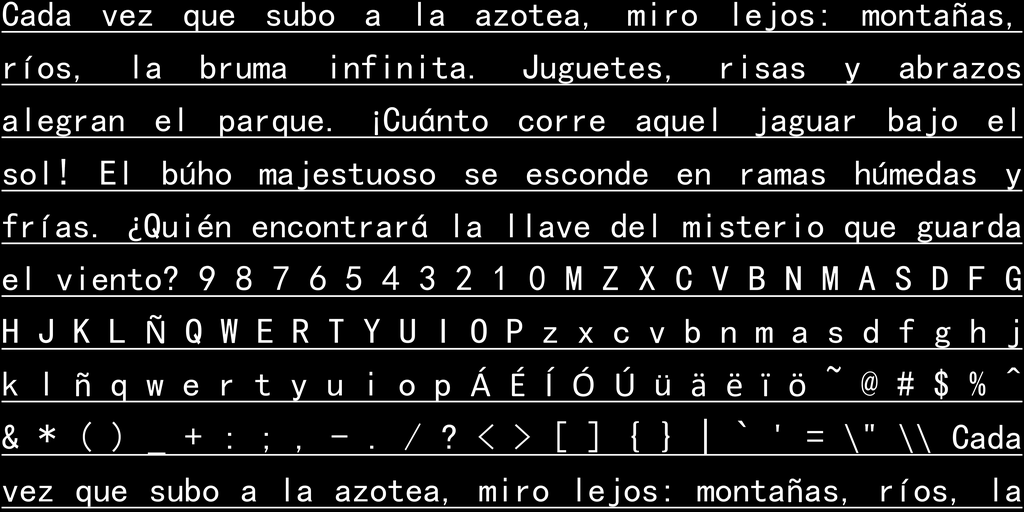 Cada vez que subo a la azotea, miro lejos: montañas,
ríos, la bruma infinita. Juguetes, risas y abrazos
alegran el parque. ¡Cuánto corre aquel jaguar bajo el
sol! El búho majestuoso se esconde en ramas húmedas y
frías. ¿Quién encontrará la llave del misterio que guarda
el viento? 9 8 7 6 5 4 3 2 1 0 M Z X C V B N M A S D F G
H J K L Ñ Q W E R T Y U I O P z x c v b n m a s d f g h j
k l ñ q w e r t y u i o p Á É Í Ó Ú ü ä ë ï ö ~ @ # $ % ^
& * ( ) _ + : ; , - . / ? < > [ ] { } | ` ' = \" \\ Cada
vez que subo a la azotea, miro lejos: montañas, ríos, la